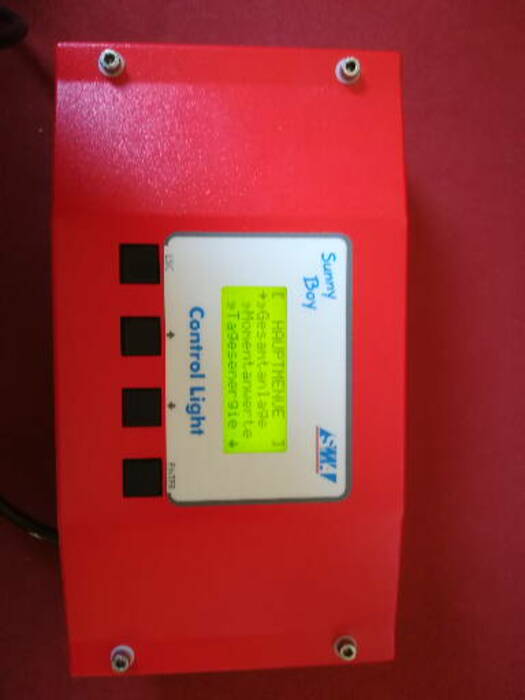 Sunny
Boy
SMA
[ HAUPTMENUE ]
>Gesamtanlage
>Momentanwerte
>Tagesenergie
Control Light
ESC
ENTER